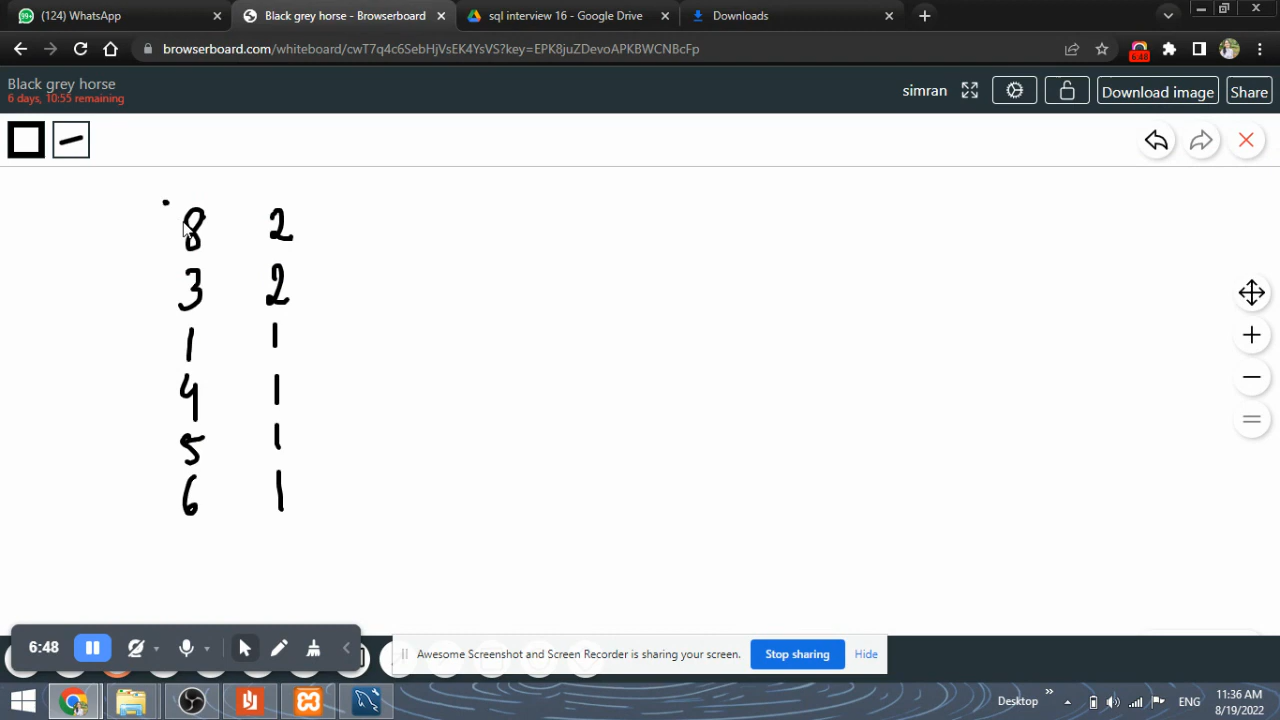 (124) WhatsApp
Black grey horse - Browserboard
:ql interview 16 - Google Drive
Downloads
browserboard.com/whiteboard/cwT7q4c6SebHjVsEK4YsVS?key=EPK8juZDevoAPKBWCNBcFp
6:48
Black grey horse
6 days, 10:55 remaining
simran
Download image
Share
8 2
3 2
1 1
4 1
5 1
6 1
6:48
Awesome Screenshot and Screen Recorder is sharing your screen.
Stop sharing
Hide
Desktop
ENG
11:36 AM
8/19/2022